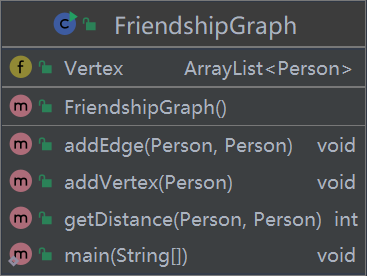 FriendshipGraph
Vertex ArrayList<Person>
FriendshipGraph()
addEdge(Person, Person) void
addVertex(Person) void
getDistance(Person, Person) int
main(String[]) void